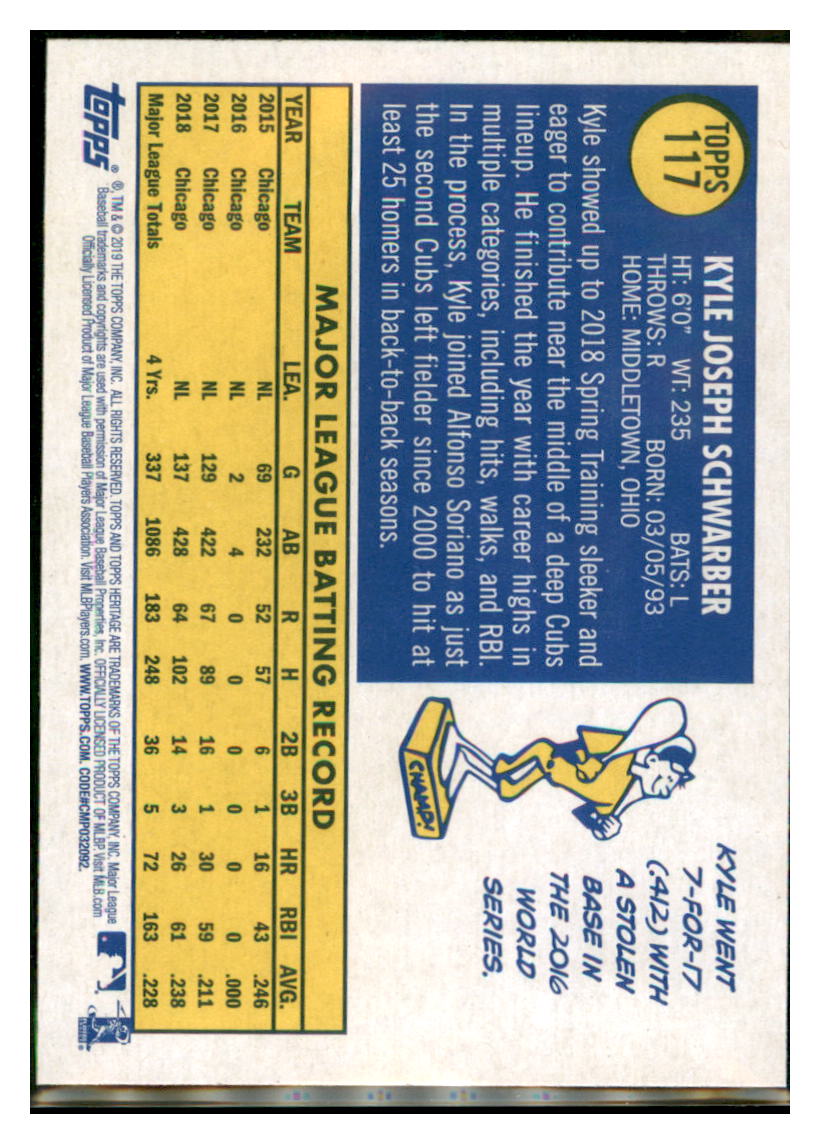 TOPPS
117
KYLE JOSEPH SCHWARBER
HT: 6'0" WT: 235 BATS: L
THROWS: R BORN: 03/05/93
HOME: MIDDLETOWN, OHIO
Kyle showed up to 2018 Spring Training sleeker and
eager to contribute near the middle of a deep Cubs
lineup. He finished the year with career highs in
multiple categories, including hits, walks, and RBI.
In the process, Kyle joined Alfonso Soriano as just
the second Cubs left fielder since 2000 to hit at
least 25 homers in back-to-back seasons.
CHAMP!
KYLE WENT
7-FOR-17
(.412) WITH
A STOLEN
BASE IN
THE 2016
WORLD
SERIES.
MAJOR LEAGUE BATTING RECORD
YEAR TEAM LEA. G AB R H 2B 3B HR RBI AVG.
2015 Chicago NL 69 232 52 57 6 1 16 43 .246
2016 Chicago NL 2 4 0 0 0 0 0 0 .000
2017 Chicago NL 129 422 67 89 16 1 30 59 .211
2018 Chicago NL 137 428 64 102 14 3 26 61 .238
Major League Totals 4 Yrs. 337 1086 183 248 36 5 72 163 .228
topps®
®, TM & © 2019 THE TOPPS COMPANY, INC. ALL RIGHTS RESERVED. TOPPS AND TOPPS HERITAGE ARE TRADEMARKS OF THE TOPPS COMPANY, INC. Major League
Baseball trademarks and copyrights are used with permission of Major League Baseball Properties, Inc. OFFICIALLY LICENSED PRODUCT OF MLBP. Visit MLB.com
Officially Licensed Product of Major League Baseball Players Association. Visit MLBPlayers.com. WWW.TOPPS.COM. CODE#CMP032092.